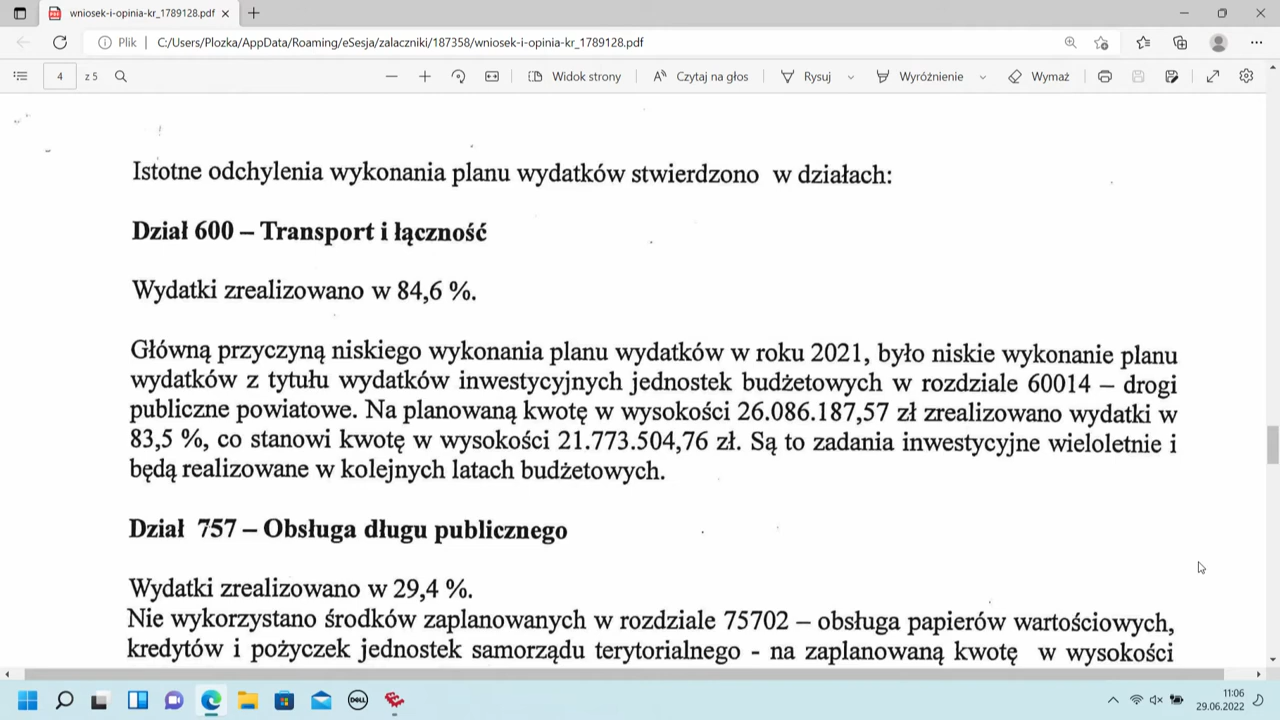 wniosek-i-opinia-kr_1789128.pdf
Plik | C:/Users/Plozka/AppData/Roaming/eSesja/zalaczniki/187358/wniosek-i-opinia-kr_1789128.pdf
4 z 5 Widok strony Czytaj na głos Rysuj Wyróżnienie Wymaż
Istotne odchylenia wykonania planu wydatków stwierdzono w działach:
Dział 600 – Transport i łączność
Wydatki zrealizowano w 84,6 %.
Główną przyczyną niskiego wykonania planu wydatków w roku 2021, było niskie wykonanie planu
wydatków z tytułu wydatków inwestycyjnych jednostek budżetowych w rozdziale 60014 – drogi
publiczne powiatowe. Na planowaną kwotę w wysokości 26.086.187,57 zł zrealizowano wydatki w
83,5 %, co stanowi kwotę w wysokości 21.773.504,76 zł. Są to zadania inwestycyjne wieloletnie i
będą realizowane w kolejnych latach budżetowych.
Dział 757 – Obsługa długu publicznego
Wydatki zrealizowano w 29,4 %.
Nie wykorzystano środków zaplanowanych w rozdziale 75702 – obsługa papierów wartościowych,
kredytów i pożyczek jednostek samorządu terytorialnego - na zaplanowaną kwotę w wysokości
DELL
11:06
29.06.2022